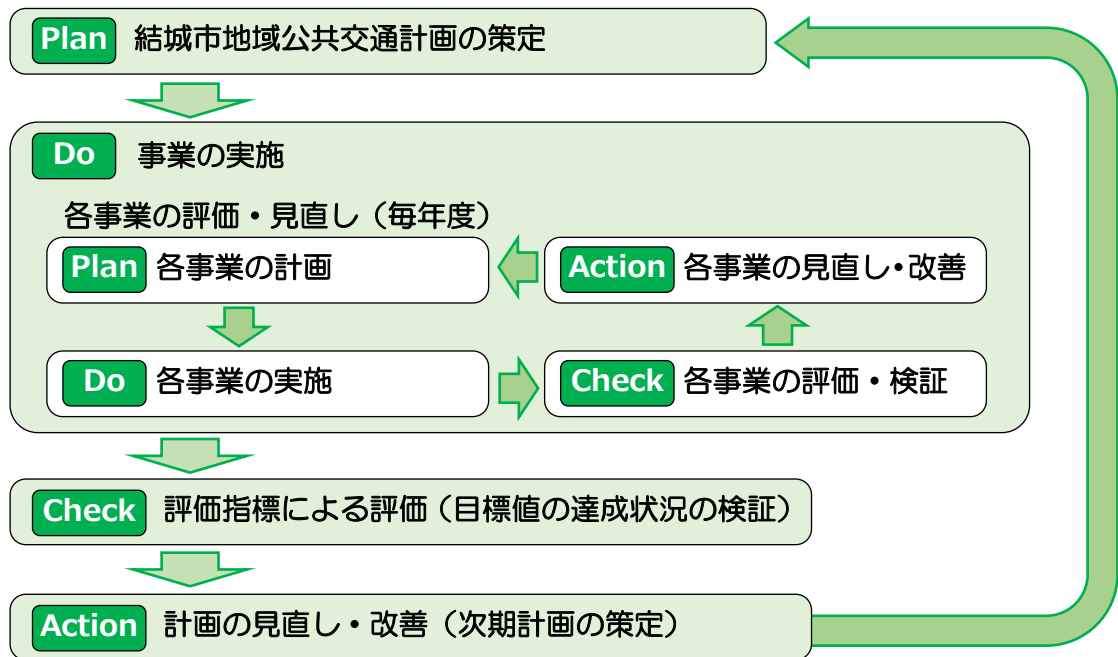 Plan 結城市地域公共交通計画の策定
Do 事業の実施
各事業の評価・見直し（毎年度）
Plan 各事業の計画
Action 各事業の見直し・改善
Do 各事業の実施
Check 各事業の評価・検証
Check 評価指標による評価（目標値の達成状況の検証）
Action 計画の見直し・改善（次期計画の策定）